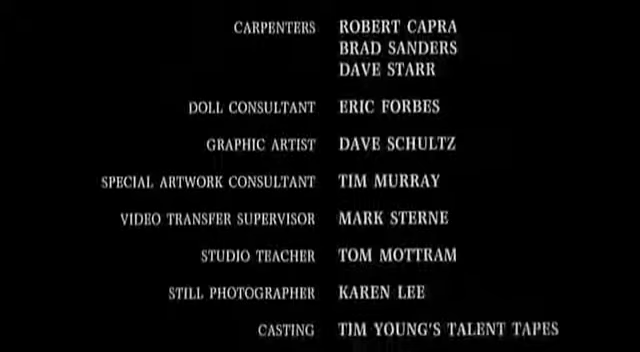 CARPENTERS ROBERT CAPRA
BRAD SANDERS
DAVE STARR
DOLL CONSULTANT ERIC FORBES
GRAPHIC ARTIST DAVE SCHULTZ
SPECIAL ARTWORK CONSULTANT TIM MURRAY
VIDEO TRANSFER SUPERVISOR MARK STERNE
STUDIO TEACHER TOM MOTTRAM
STILL PHOTOGRAPHER KAREN LEE
CASTING TIM YOUNG'S TALENT TAPES